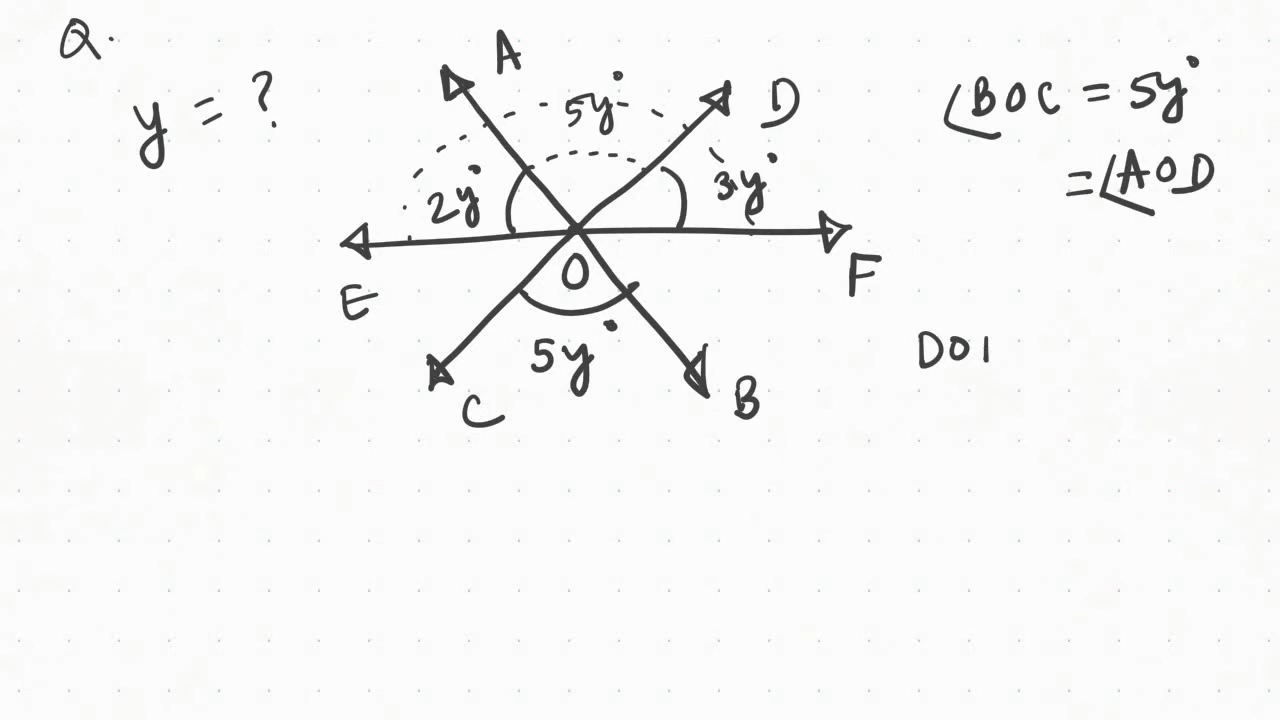 Q.
y = ?
A
5y°
D
2y°
3y°
E
O
F
5y°
C
B
∠BOC = 5y°
= ∠AOD
DOI